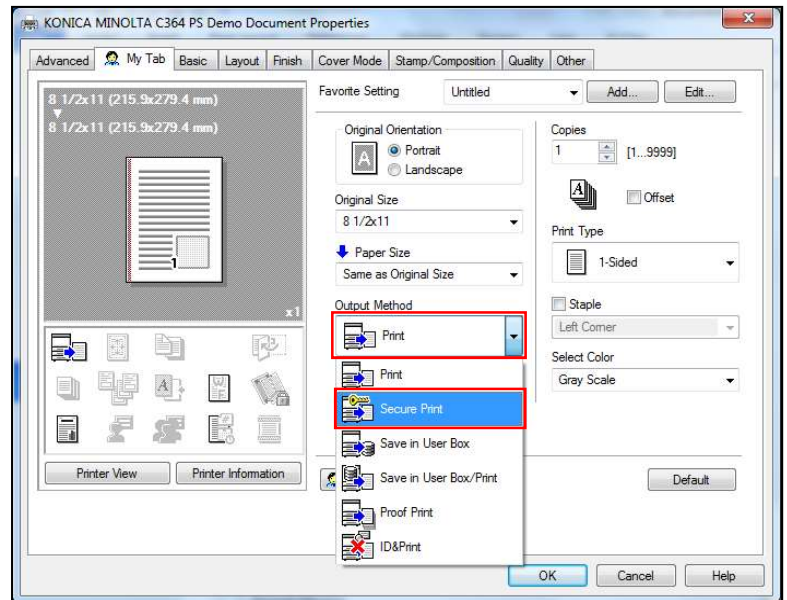 KONICA MINOLTA C364 PS Demo Document Properties
Advanced My Tab Basic Layout Finish Cover Mode Stamp/Composition Quality Other
8 1/2x11 (215.9x279.4 mm)
8 1/2x11 (215.9x279.4 mm)
1
x1
Printer View Printer Information
Favorite Setting Untitled Add... Edit...
Original Orientation
A Portrait
Landscape
Original Size
8 1/2x11
Paper Size
Same as Original Size
Output Method
Print
Print
Secure Print
Save in User Box
Save in User Box/Print
Proof Print
ID&Print
Copies
1 [1...9999]
A Offset
Print Type
1-Sided
Staple
Left Corner
Select Color
Gray Scale
Default
OK Cancel Help